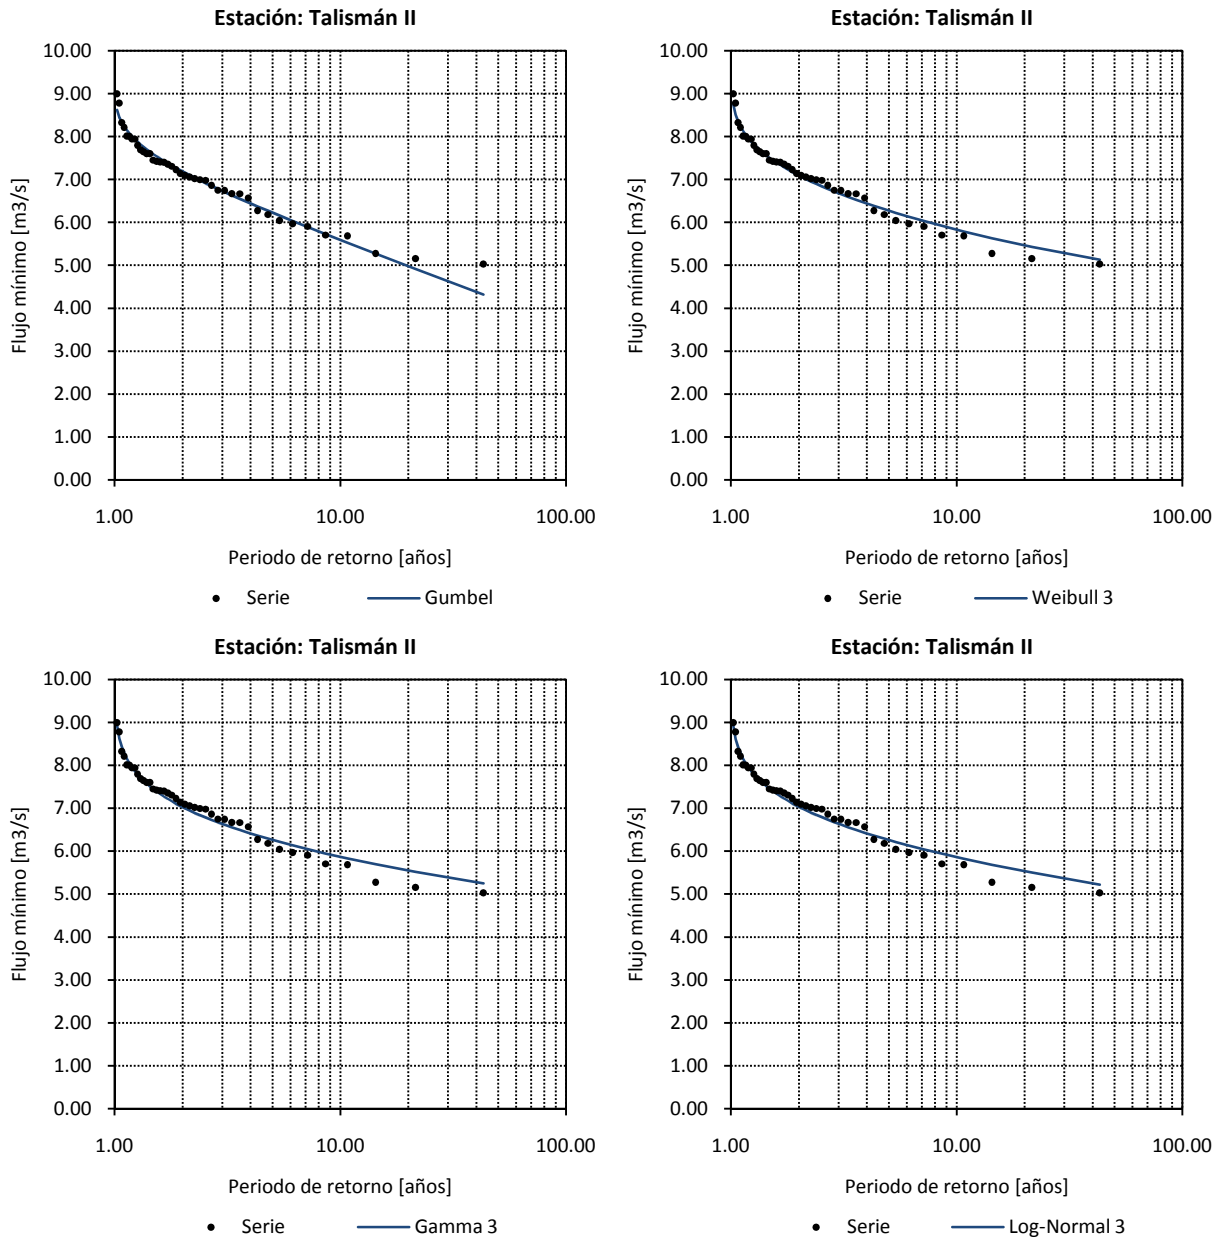 Estación: Talismán II
10.00
9.00
8.00
7.00
6.00
5.00
4.00
3.00
2.00
1.00
0.00
Flujo mínimo [m3/s]
1.00 10.00 100.00
Periodo de retorno [años]
Serie Gumbel
Estación: Talismán II
10.00
9.00
8.00
7.00
6.00
5.00
4.00
3.00
2.00
1.00
0.00
Flujo mínimo [m3/s]
1.00 10.00 100.00
Periodo de retorno [años]
Serie Weibull 3
Estación: Talismán II
10.00
9.00
8.00
7.00
6.00
5.00
4.00
3.00
2.00
1.00
0.00
Flujo mínimo [m3/s]
1.00 10.00 100.00
Periodo de retorno [años]
Serie Gamma 3
Estación: Talismán II
10.00
9.00
8.00
7.00
6.00
5.00
4.00
3.00
2.00
1.00
0.00
Flujo mínimo [m3/s]
1.00 10.00 100.00
Periodo de retorno [años]
Serie Log-Normal 3